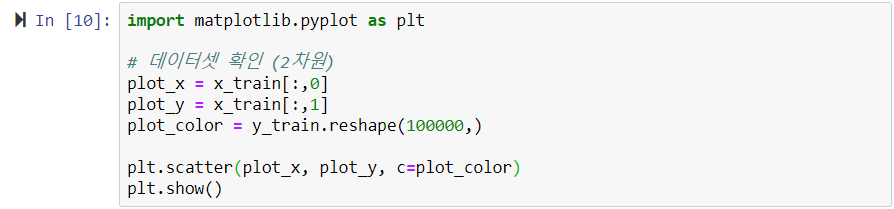 In [10]:
import matplotlib.pyplot as plt
# 데이터셋 확인 (2차원)
plot_x = x_train[:,0]
plot_y = x_train[:,1]
plot_color = y_train.reshape(100000,)
plt.scatter(plot_x, plot_y, c=plot_color)
plt.show()